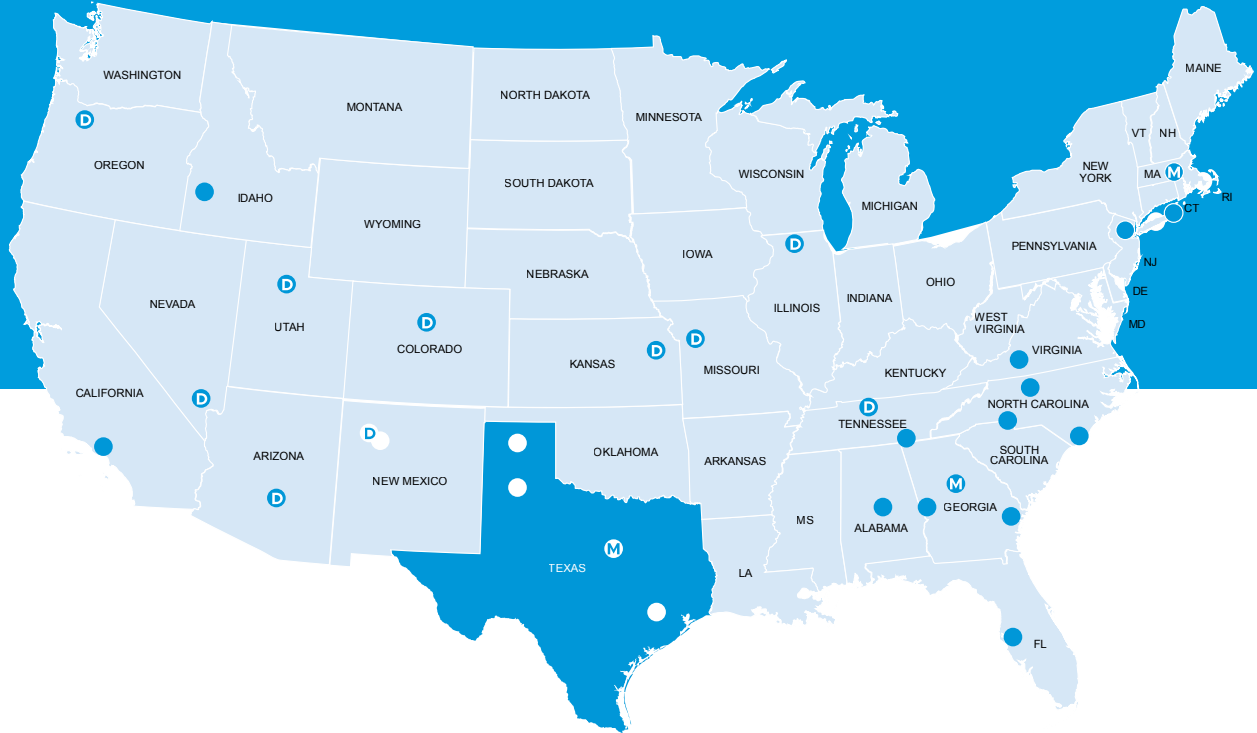 WASHINGTON
MONTANA
NORTH DAKOTA
MINNESOTA
MAINE
D
OREGON
VT
NH
IDAHO
SOUTH DAKOTA
WISCONSIN
MICHIGAN
NEW
YORK
MA
M
RI
CT
WYOMING
IOWA
PENNSYLVANIA
NJ
D
NEBRASKA
OHIO
DE
D
NEVADA
UTAH
ILLINOIS
INDIANA
WEST
VIRGINIA
MD
D
COLORADO
D
D
KANSAS
MISSOURI
KENTUCKY
VIRGINIA
CALIFORNIA
D
D
TENNESSEE
NORTH CAROLINA
D
ARIZONA
OKLAHOMA
ARKANSAS
SOUTH
CAROLINA
NEW MEXICO
D
M
GEORGIA
MS
ALABAMA
M
TEXAS
LA
FL